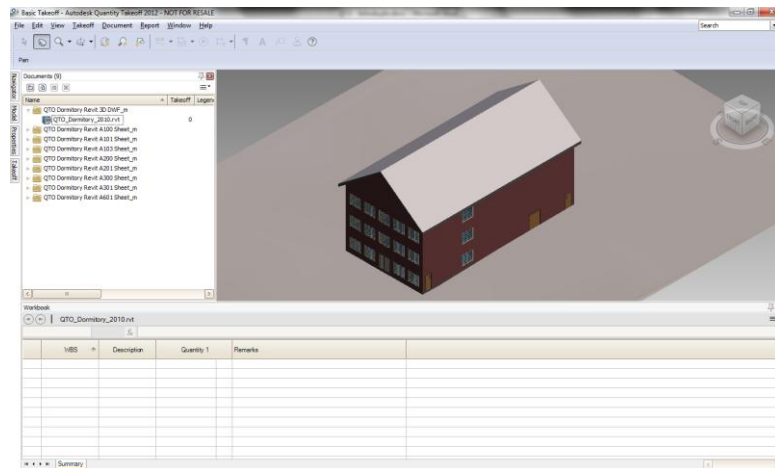 Basic Takeoff - Autodesk Quantity Takeoff 2012 - NOT FOR RESALE
File Edit View Takeoff Document Report Window Help
Search
Pan
Documents (9)
Navigator
Model
Properties
Takeoff
Name Takeoff Legen
QTO Dormitory Revit 3D DWF_m
QTO_Dormitory_2010.rvt 0
QTO Dormitory Revit A100 Sheet_m
QTO Dormitory Revit A101 Sheet_m
QTO Dormitory Revit A103 Sheet_m
QTO Dormitory Revit A200 Sheet_m
QTO Dormitory Revit A201 Sheet_m
QTO Dormitory Revit A300 Sheet_m
QTO Dormitory Revit A301 Sheet_m
QTO Dormitory Revit A601 Sheet_m
Workbook
QTO_Dormitory_2010.rvt
WBS Description Quantity 1 Remarks
Summary